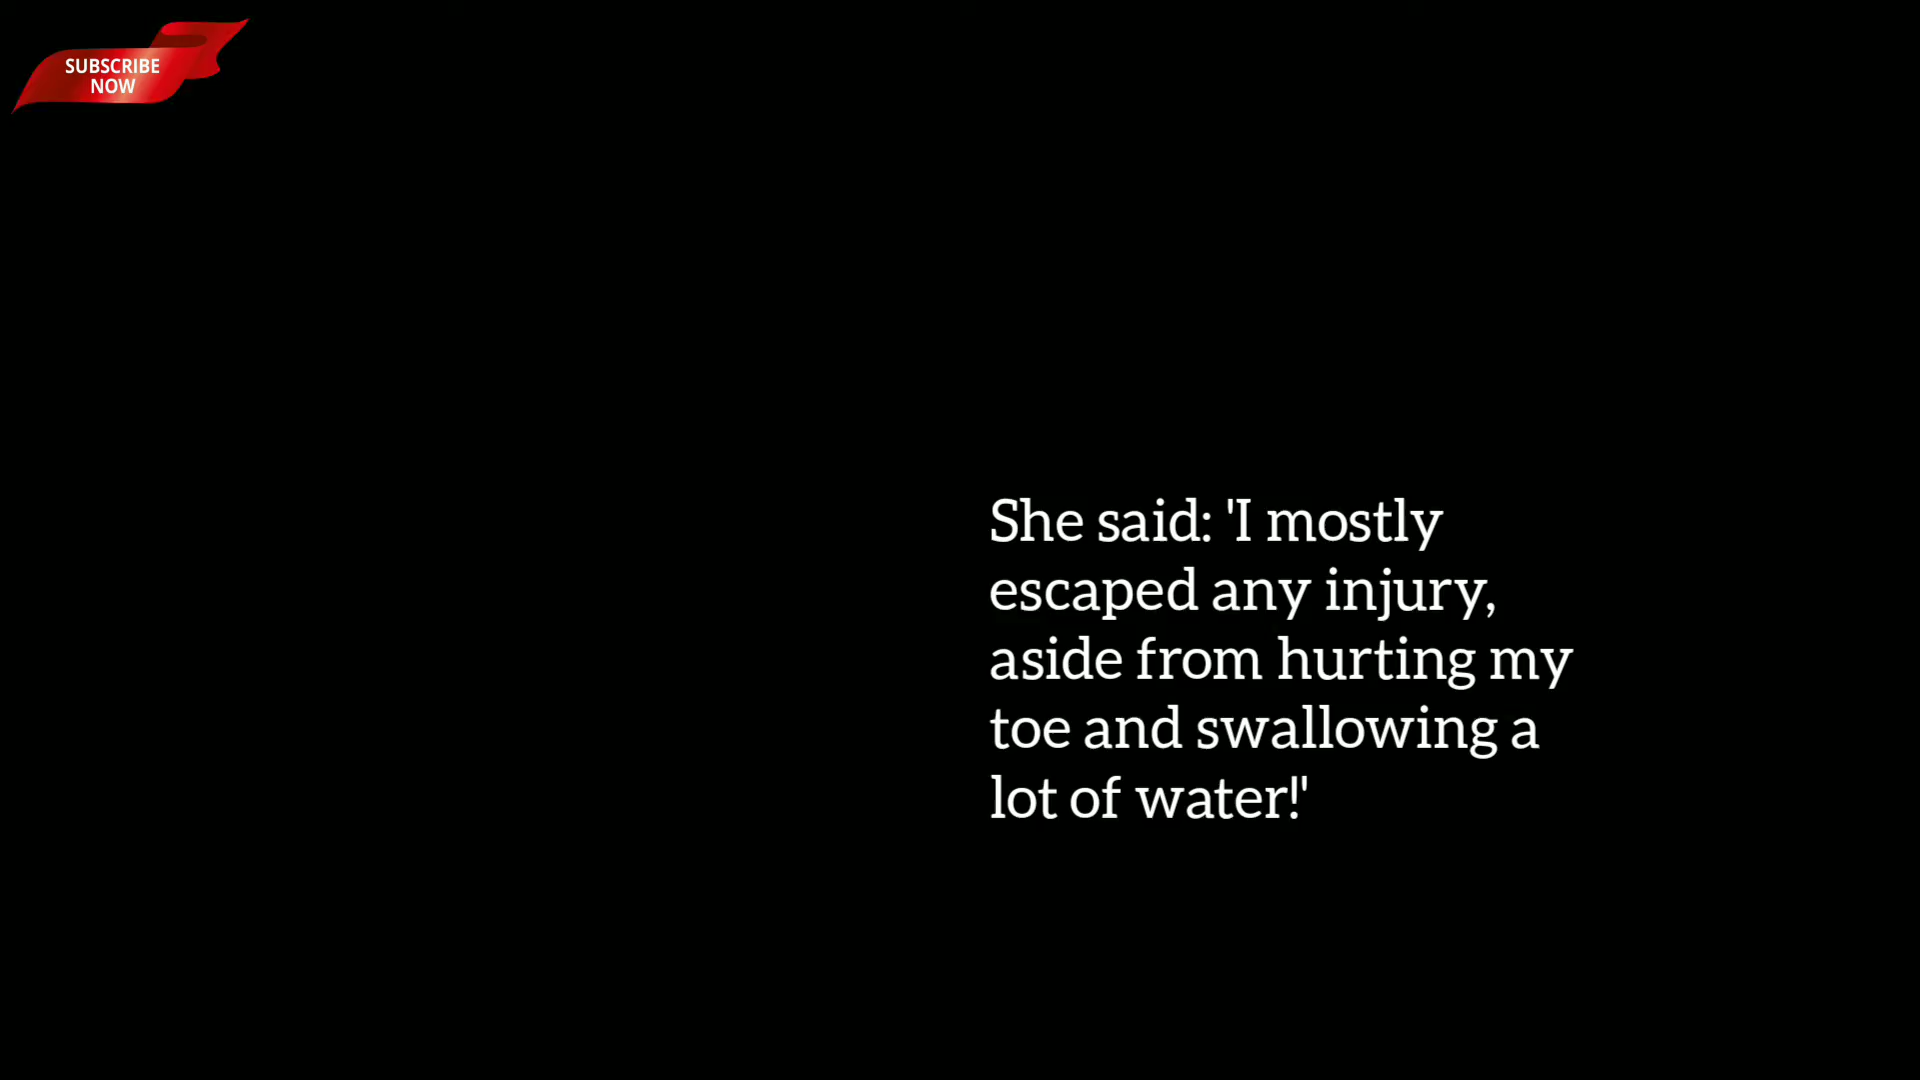 SUBSCRIBE
NOW
She said: 'I mostly
escaped any injury,
aside from hurting my
toe and swallowing a
lot of water!'